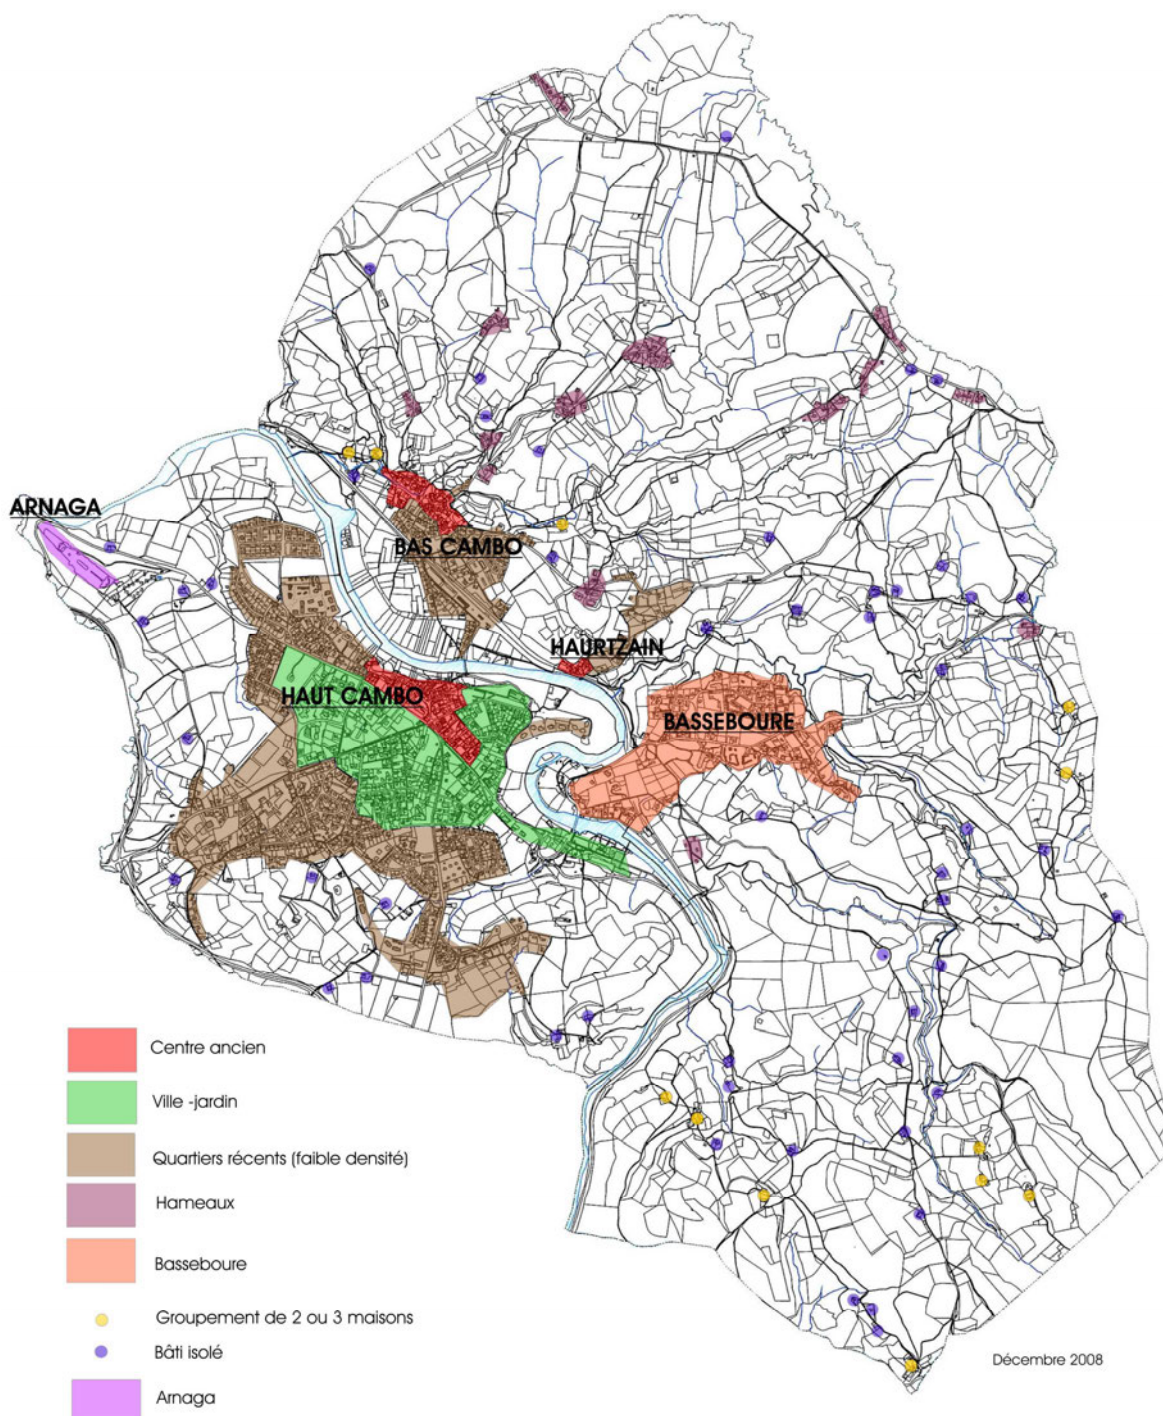 ARNAGA
BAS CAMBO
HAURTZAIN
HAUT CAMBO
BASSEBOURE
Centre ancien
Ville -jardin
Quartiers récents (faible densité)
Hameaux
Basseboure
Groupement de 2 ou 3 maisons
Bâti isolé
Arnaga
Décembre 2008